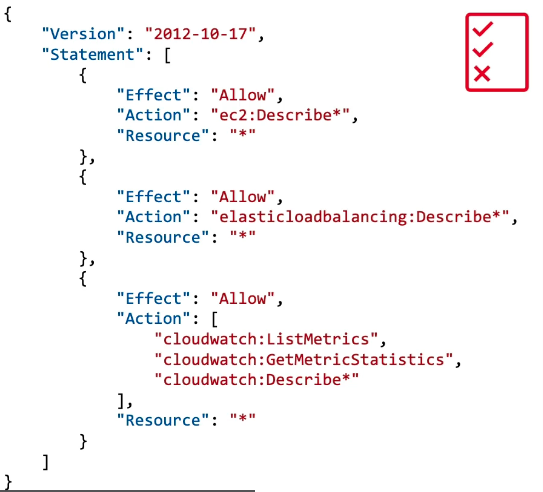 {
    "Version": "2012-10-17",
    "Statement": [
        {
            "Effect": "Allow",
            "Action": "ec2:Describe*",
            "Resource": "*"
        },
        {
            "Effect": "Allow",
            "Action": "elasticloadbalancing:Describe*",
            "Resource": "*"
        },
        {
            "Effect": "Allow",
            "Action": [
                "cloudwatch:ListMetrics",
                "cloudwatch:GetMetricStatistics",
                "cloudwatch:Describe*"
            ],
            "Resource": "*"
        }
    ]
}